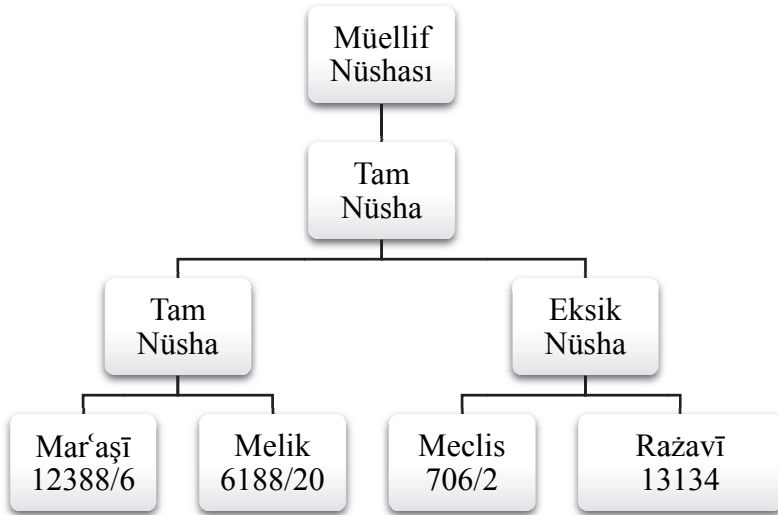 Müellif
Nüshası
Tam
Nüsha
Tam
Nüsha
Eksik
Nüsha
Marʿaşī
12388/6
Melik
6188/20
Meclis
706/2
Rażavī
13134